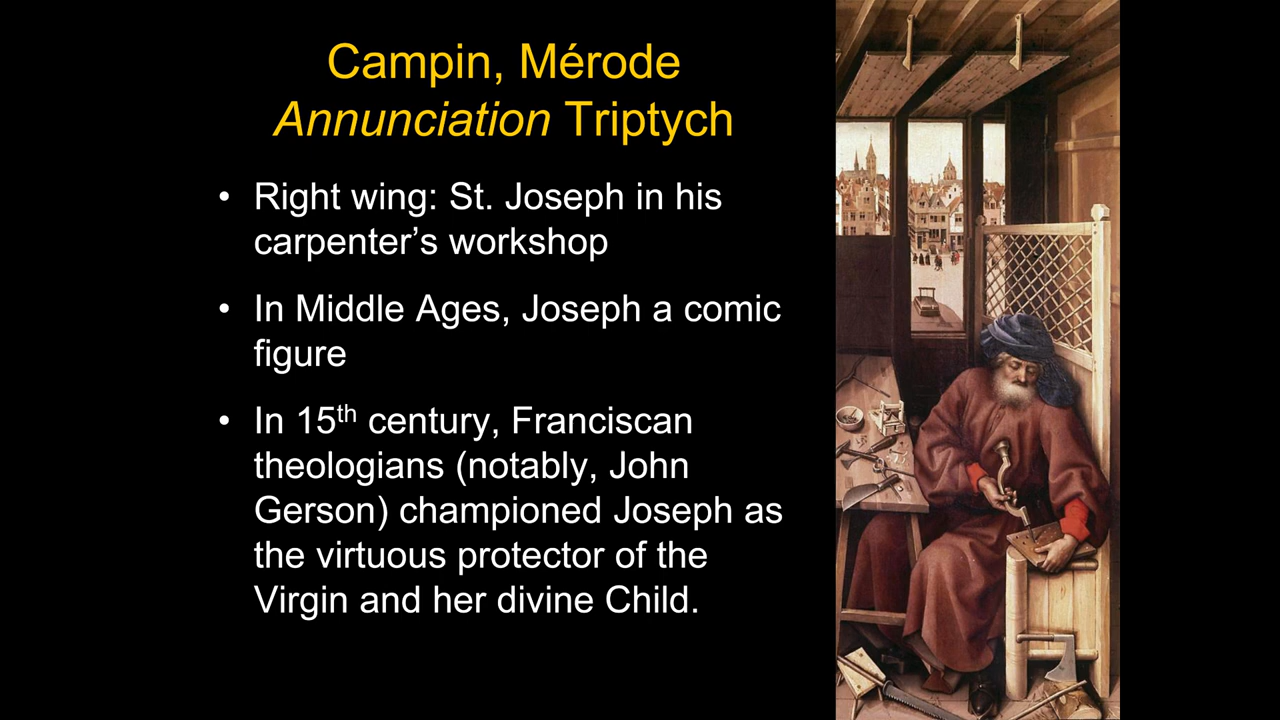 Campin, Mérode
Annunciation Triptych
• Right wing: St. Joseph in his
carpenter’s workshop
• In Middle Ages, Joseph a comic
figure
• In 15th century, Franciscan
theologians (notably, John
Gerson) championed Joseph as
the virtuous protector of the
Virgin and her divine Child.